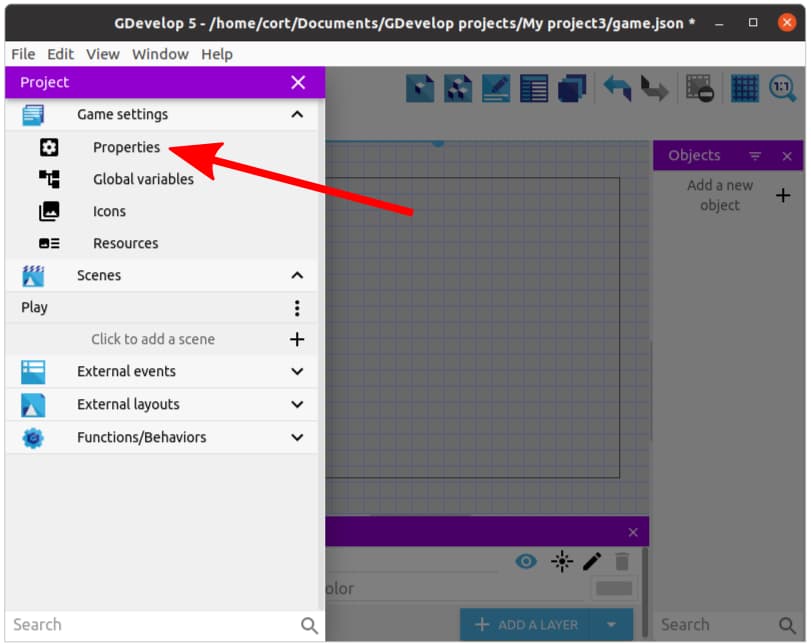 GDevelop 5 - /home/cort/Documents/GDevelop projects/My project3/game.json *
File Edit View Window Help
Project
Game settings
Properties
Global variables
Icons
Resources
Scenes
Play
Click to add a scene
External events
External layouts
Functions/Behaviors
Search
1:1
Objects
Add a new
object
olor
ADD A LAYER
Search